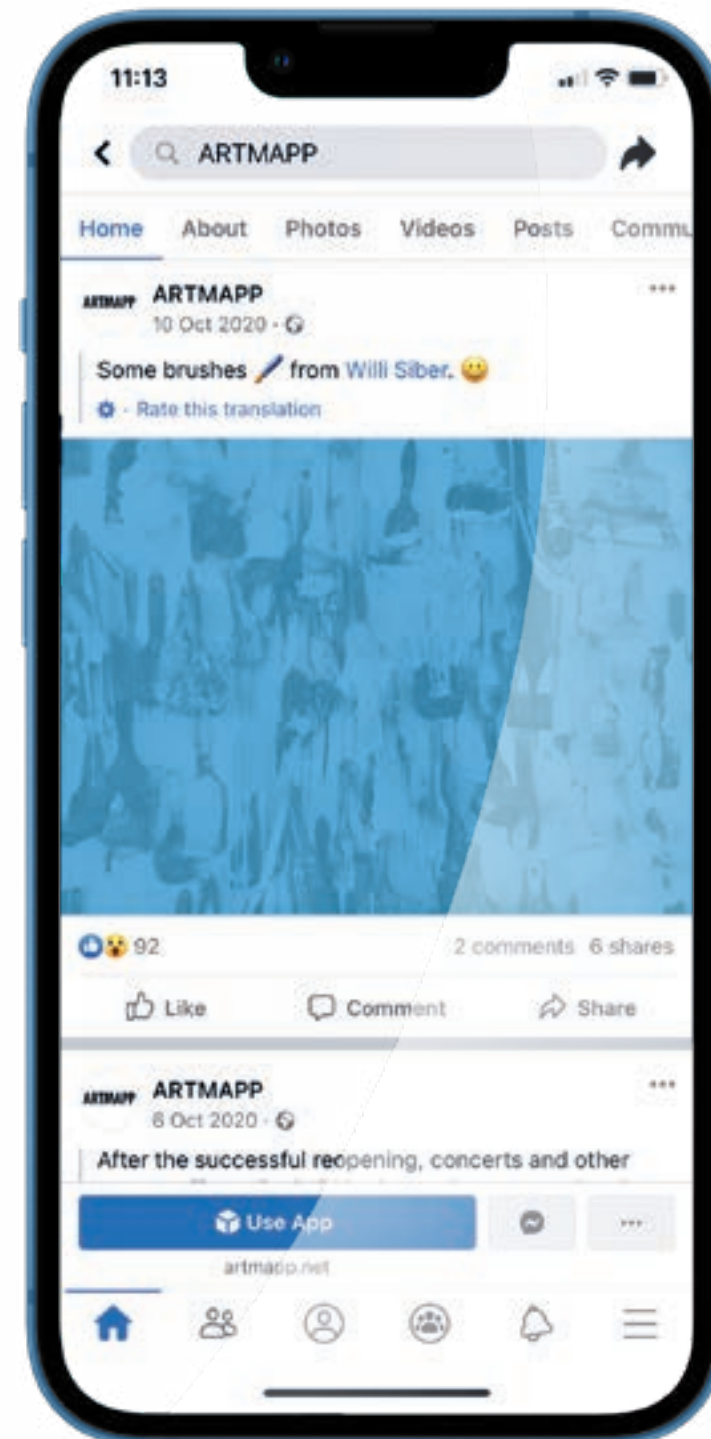 11:13
ARTMAPP
Home About Photos Videos Posts Commu
ARTMAPP ARTMAPP
10 Oct 2020 ·
Some brushes 🖌️ from Willi Siber. 😀
· Rate this translation
92 2 comments 6 shares
Like Comment Share
ARTMAPP ARTMAPP
6 Oct 2020 ·
After the successful reopening, concerts and other
Use App
artmapp.net